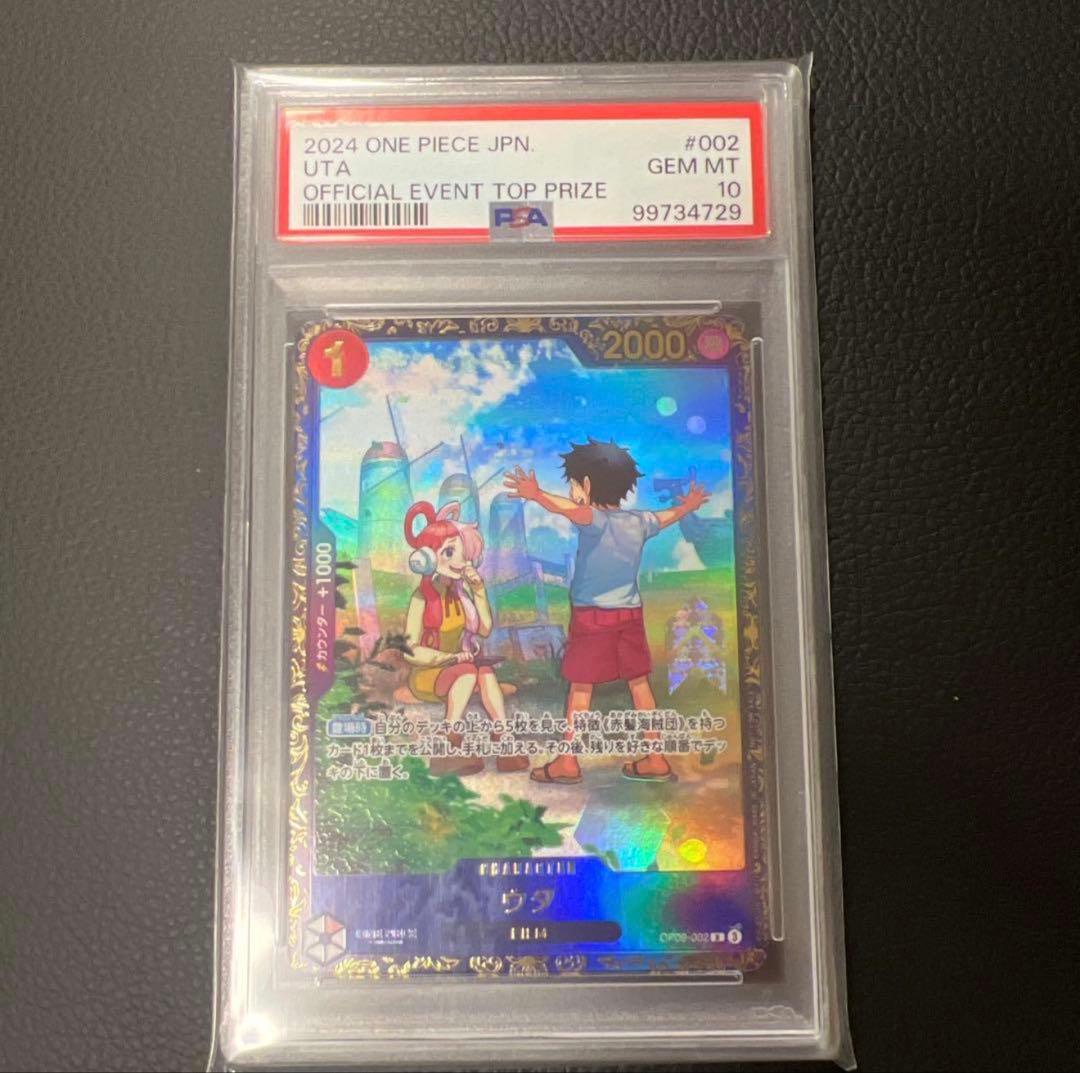 2024 ONE PIECE JPN. #002
UTA GEM MT
OFFICIAL EVENT TOP PRIZE 10
PSA 99734729
1 2000
カウンター +1000
登場時 自分のデッキの上から5枚を見て、特徴《赤髪海賊団》を持つ
カード1枚までを公開し、手札に加える。その後、残りを好きな順番でデッ
キの下に置く。
CHARACTER
ウタ
FILM
OP09-002 R 3